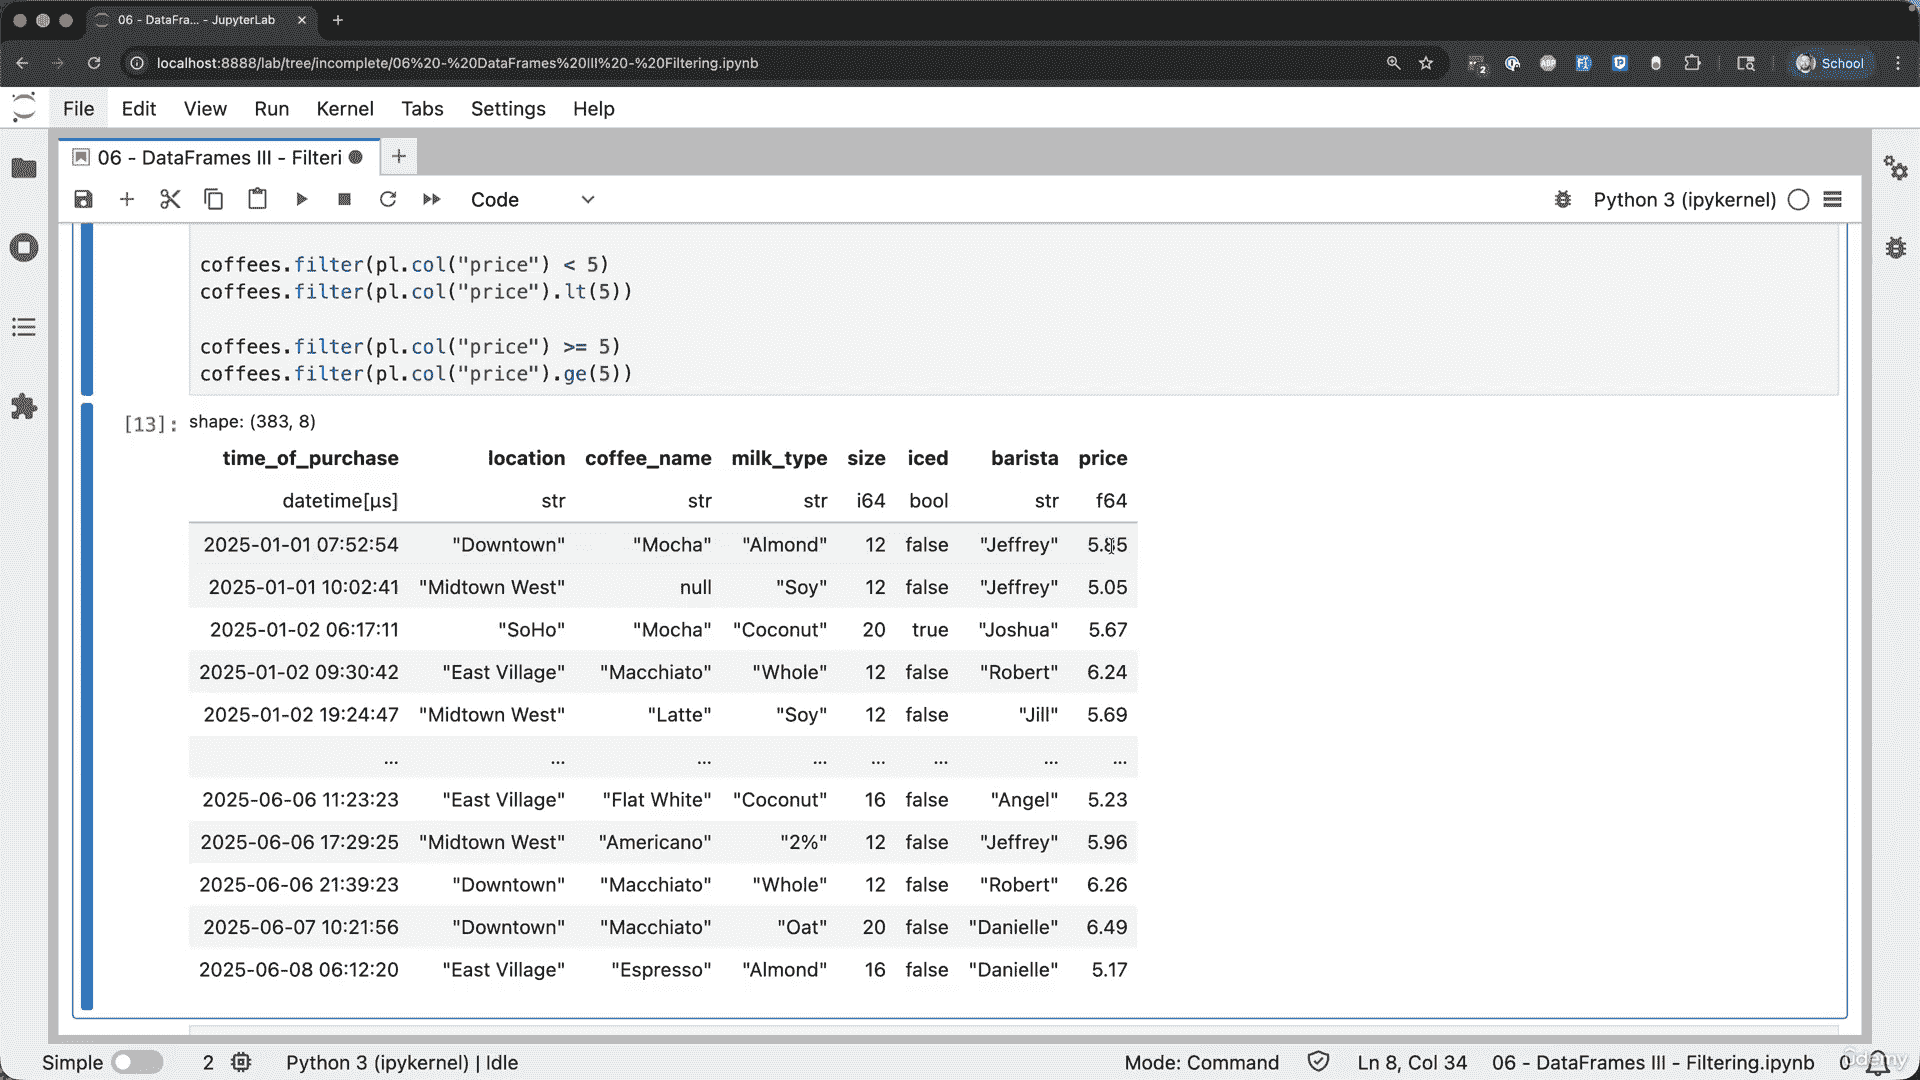 06 - DataFra... - JupyterLab
localhost:8888/lab/tree/incomplete/06%20-%20DataFrames%20III%20-%20Filtering.ipynb
2
School
File Edit View Run Kernel Tabs Settings Help
06 - DataFrames III - Filteri
Code
Python 3 (ipykernel)
coffees.filter(pl.col("price") < 5)
coffees.filter(pl.col("price").lt(5))
coffees.filter(pl.col("price") >= 5)
coffees.filter(pl.col("price").ge(5))
[13]: shape: (383, 8)
time_of_purchase location coffee_name milk_type size iced barista price
datetime[μs] str str str i64 bool str f64
2025-01-01 07:52:54 "Downtown" "Mocha" "Almond" 12 false "Jeffrey"
2025-01-01 10:02:41 "Midtown West" null "Soy" 12 false "Jeffrey" 5.05
2025-01-02 06:17:11 "SoHo" "Mocha" "Coconut" 20 true "Joshua" 5.67
2025-01-02 09:30:42 "East Village" "Macchiato" "Whole" 12 false "Robert" 6.24
2025-01-02 19:24:47 "Midtown West" "Latte" "Soy" 12 false "Jill" 5.69
... ... ... ... ... ... ... ...
2025-06-06 11:23:23 "East Village" "Flat White" "Coconut" 16 false "Angel" 5.23
2025-06-06 17:29:25 "Midtown West" "Americano" "2%" 12 false "Jeffrey" 5.96
2025-06-06 21:39:23 "Downtown" "Macchiato" "Whole" 12 false "Robert" 6.26
2025-06-07 10:21:56 "Downtown" "Macchiato" "Oat" 20 false "Danielle" 6.49
2025-06-08 06:12:20 "East Village" "Espresso" "Almond" 16 false "Danielle" 5.17
Simple 2 Python 3 (ipykernel) | Idle Mode: Command Ln 8, Col 34 06 - DataFrames III - Filtering.ipynb 0
Udemy